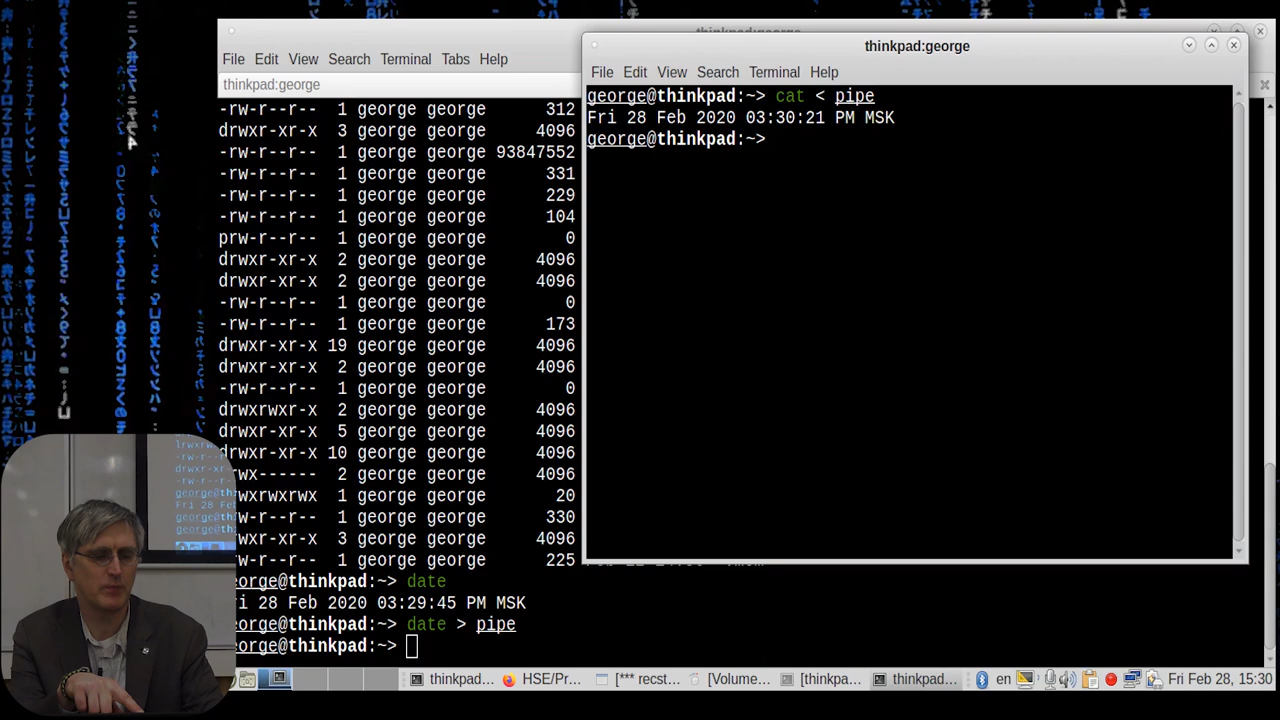 thinkpad:george
File Edit View Search Terminal Tabs Help
thinkpad:george
-rw-r--r-- 1 george george 312
drwxr-xr-x 3 george george 4096
-rw-r--r-- 1 george george 93847552
-rw-r--r-- 1 george george 331
-rw-r--r-- 1 george george 229
-rw-r--r-- 1 george george 104
prw-r--r-- 1 george george 0
drwxr-xr-x 2 george george 4096
drwxr-xr-x 2 george george 4096
-rw-r--r-- 1 george george 0
-rw-r--r-- 1 george george 173
drwxr-xr-x 19 george george 4096
drwxr-xr-x 2 george george 4096
-rw-r--r-- 1 george george 0
drwxrwxr-x 2 george george 4096
drwxr-xr-x 5 george george 4096
drwxr-xr-x 10 george george 4096
rwx------ 2 george george 4096
wxrwxrwx 1 george george 20
w-r--r-- 1 george george 330
wxr-xr-x 3 george george 4096
w-r--r-- 1 george george 225
eorge@thinkpad:~> date
i 28 Feb 2020 03:29:45 PM MSK
eorge@thinkpad:~> date > pipe
eorge@thinkpad:~>
thinkpad:george
File Edit View Search Terminal Help
george@thinkpad:~> cat < pipe
Fri 28 Feb 2020 03:30:21 PM MSK
george@thinkpad:~>
thinkpad... HSE/Pr... [*** recst... [Volume... [thinkpa... thinkpad:... en Fri Feb 28, 15:30